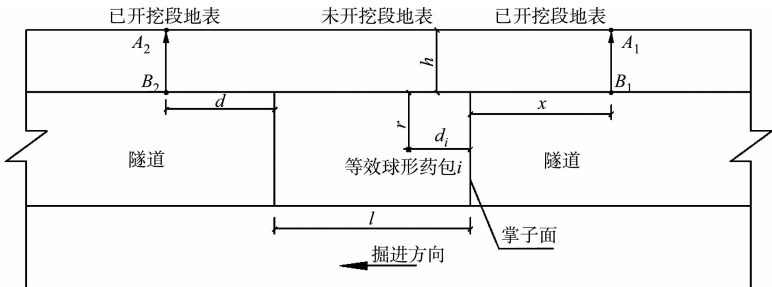 已开挖段地表
未开挖段地表
已开挖段地表
A2
h
A1
B2
B1
d
r
x
di
隧道
等效球形药包i
隧道
l
掌子面
掘进方向